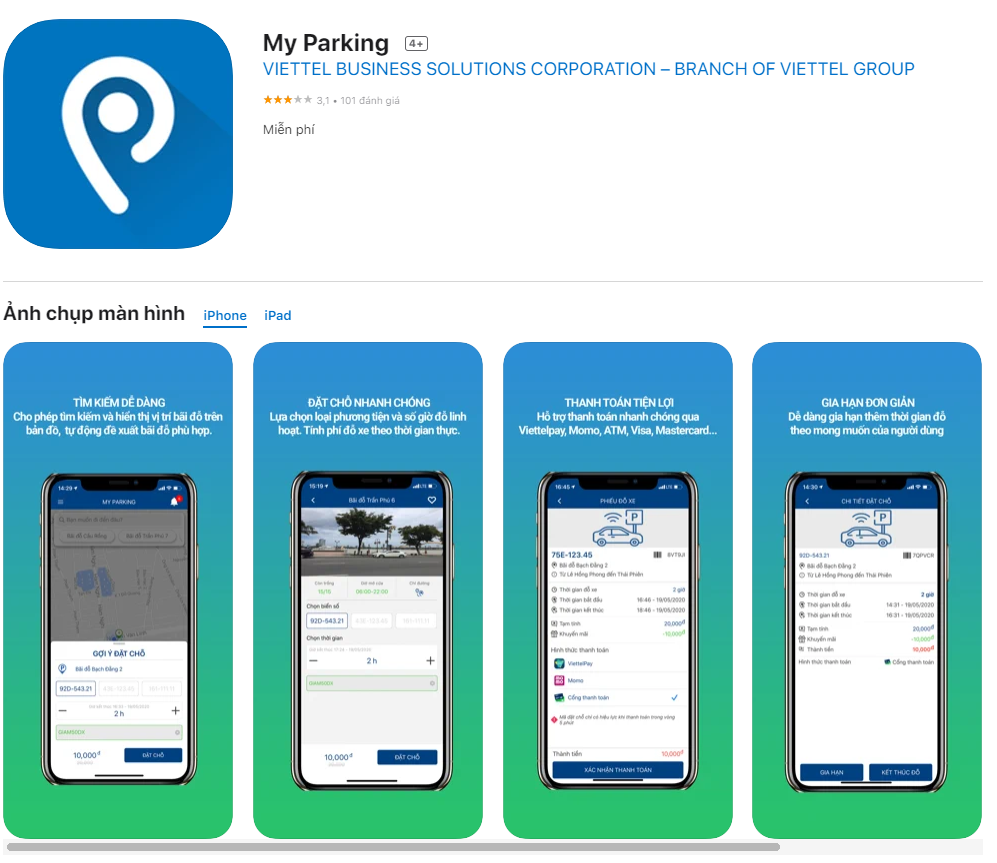 My Parking 4+
VIETTEL BUSINESS SOLUTIONS CORPORATION – BRANCH OF VIETTEL GROUP
★★★★★ 3,1 • 101 đánh giá
Miễn phí
Ảnh chụp màn hình iPhone iPad
TÌM KIẾM DỄ DÀNG
Cho phép tìm kiếm và hiển thị vị trí bãi đỗ trên
bản đồ, tự động đề xuất bãi đỗ phù hợp.
14:29
MY PARKING
Bạn muốn đi đến đâu?
Bãi đỗ Trần Phú 7
GỢI Ý ĐẶT CHỖ
Bãi đỗ Bạch Đằng 2
92D-543.21
2 h
10,000đ
ĐẶT CHỖ
ĐẶT CHỖ NHANH CHÓNG
Lựa chọn loại phương tiện và số giờ đỗ linh
hoạt. Tính phí đỗ xe theo thời gian thực.
15:19
Bãi đỗ Trần Phú 6
Còn trống Giờ mở cửa Chỉ đường
06:00-22:00
Chọn biển số
92D-543.21
Chọn thời gian
2 h
10,000đ
ĐẶT CHỖ
THANH TOÁN TIỆN LỢI
Hỗ trợ thanh toán nhanh chóng qua
Viettelpay, Momo, ATM, Visa, Mastercard...
16:45
PHIẾU ĐỖ XE
P
75E-123.45 8VT9JI
Bãi đỗ Bạch Đằng 2
Từ Lê Hồng Phong đến Thái Phiên
Thời gian đỗ xe 2 giờ
Thời gian bắt đầu 16:46 - 19/05/2020
Thời gian kết thúc 18:46 - 19/05/2020
Tạm tính 20,000đ
Khuyến mãi -10,000đ
Hình thức thanh toán
ViettelPay
Momo
Cổng thanh toán
Mã đặt chỗ chỉ có hiệu lực khi thanh toán trong vòng
5 phút
Thành tiền 10,000đ
XÁC NHẬN THANH TOÁN
GIA HẠN ĐƠN GIẢN
Dễ dàng gia hạn thêm thời gian đỗ
theo mong muốn của người dùng
14:30
CHI TIẾT ĐẶT CHỖ
P
92D-543.21 7QPVCR
Bãi đỗ Bạch Đằng 2
Từ Lê Hồng Phong đến Thái Phiên
Thời gian đỗ xe 2 giờ
Thời gian bắt đầu 14:31 - 19/05/2020
Thời gian kết thúc 16:31 - 19/05/2020
Tạm tính 20,000đ
Khuyến mãi -10,000đ
Thành tiền 10,000đ
Hình thức thanh toán Cổng thanh toán
GIA HẠN
KẾT THÚC ĐỖ